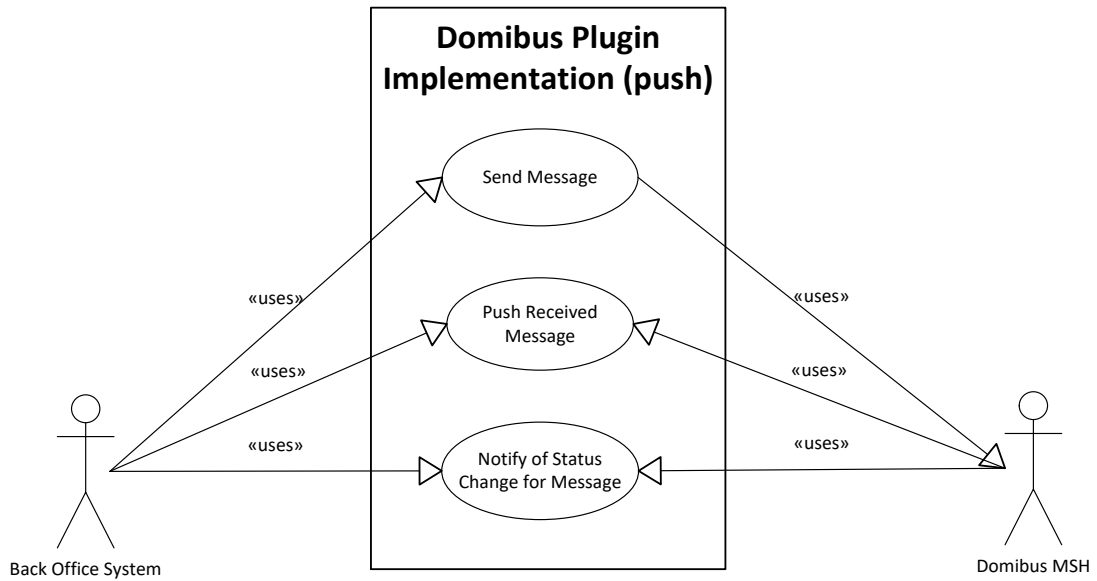 Domibus Plugin
Implementation (push)
Send Message
«uses»
«uses»
Push Received
Message
«uses»
«uses»
«uses»
«uses»
Notify of Status
Change for Message
Back Office System
Domibus MSH